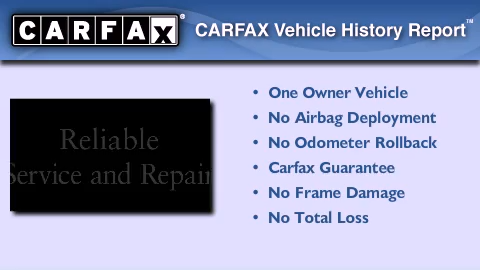 CARFAX® CARFAX Vehicle History Report™
Reliable
Service and Repair
• One Owner Vehicle
• No Airbag Deployment
• No Odometer Rollback
• Carfax Guarantee
• No Frame Damage
• No Total Loss